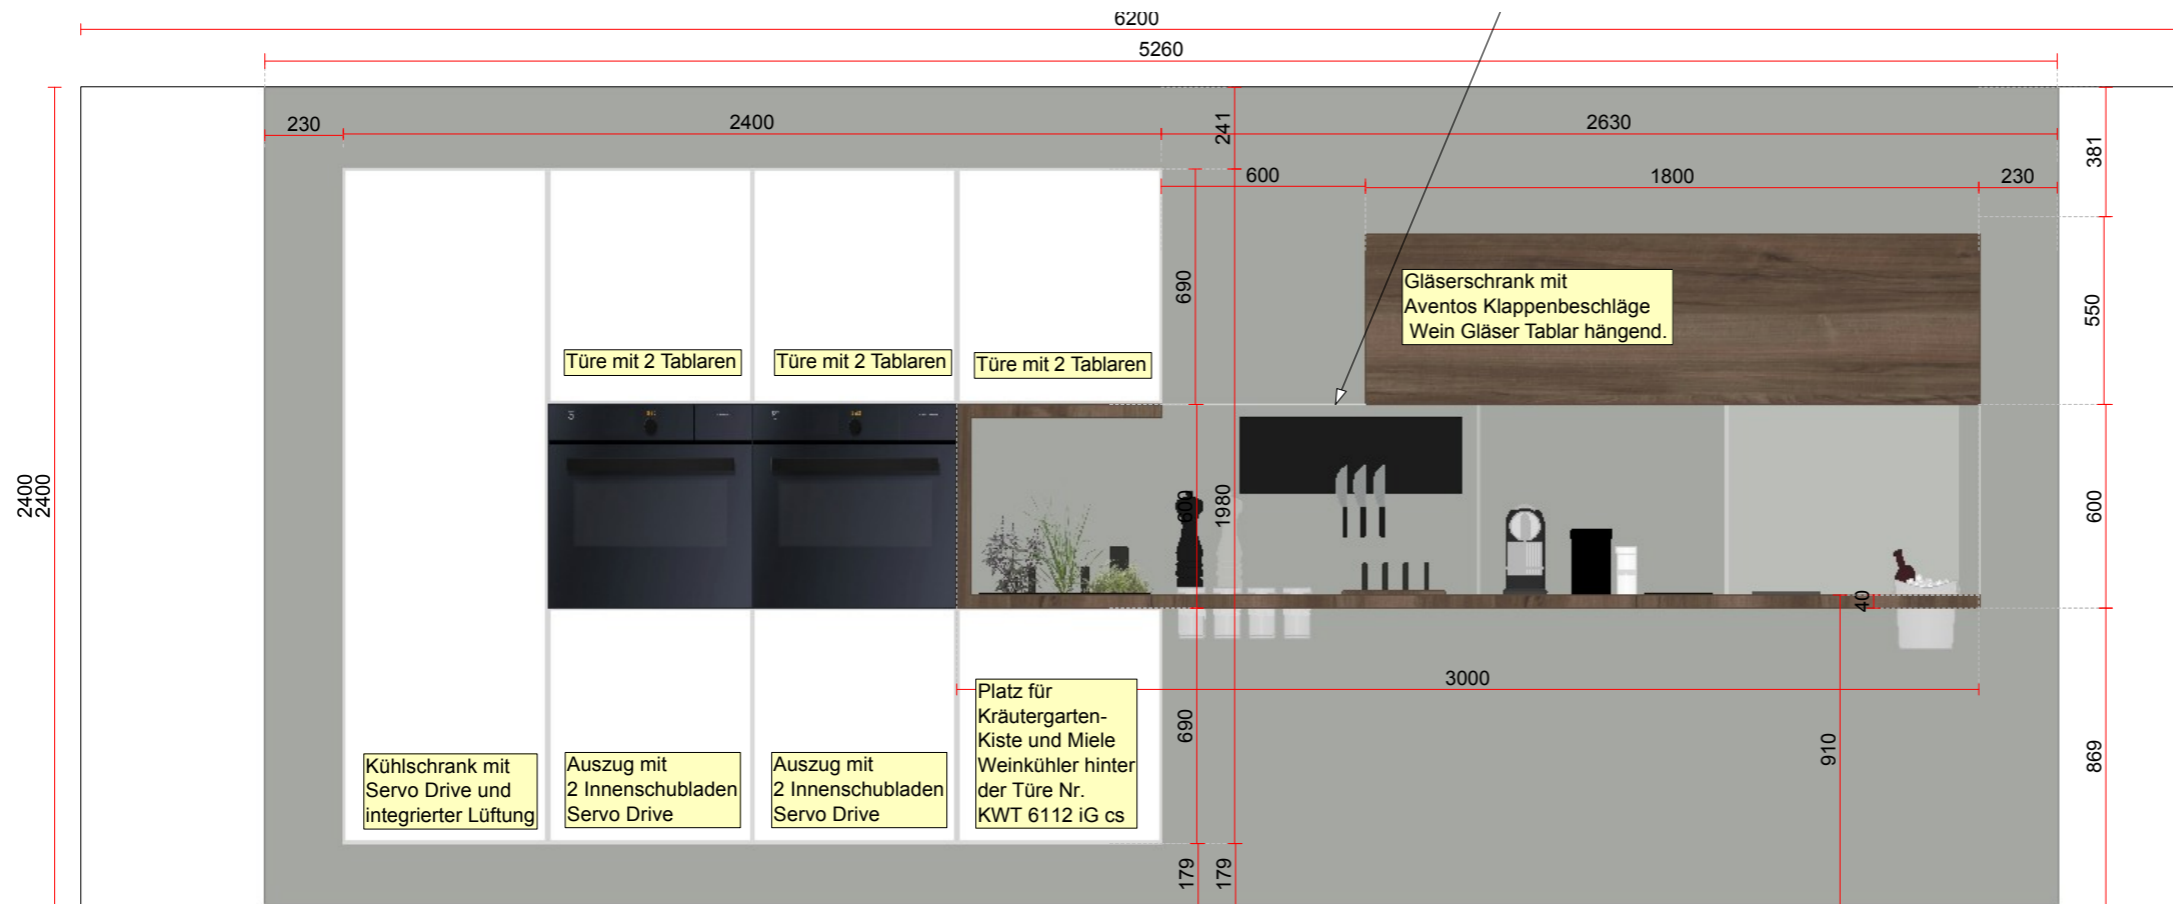 6200
5260
230
2400
241
2630
381
600
1800
230
690
Gläserschrank mit
Aventos Klappenbeschläge
Wein Gläser Tablar hängend.
550
Türe mit 2 Tablaren
Türe mit 2 Tablaren
Türe mit 2 Tablaren
2400
2400
600
1980
600
40
3000
690
910
869
Kühlschrank mit
Servo Drive und
integrierter Lüftung
Auszug mit
2 Innenschubladen
Servo Drive
Auszug mit
2 Innenschubladen
Servo Drive
Platz für
Kräutergarten-
Kiste und Miele
Weinkühler hinter
der Türe Nr.
KWT 6112 iG cs
179
179